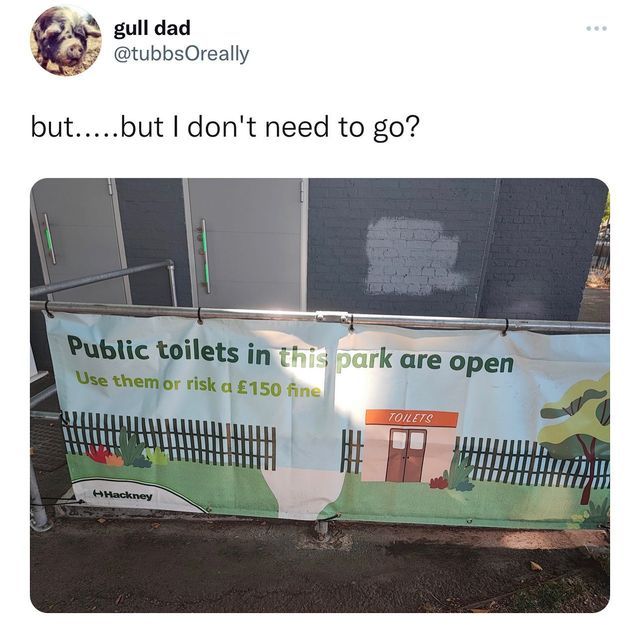 gull dad
@tubbsOreally
but.....but I don't need to go?
Public toilets in this park are open
Use them or risk a £150 fine
TOILETS
Hackney